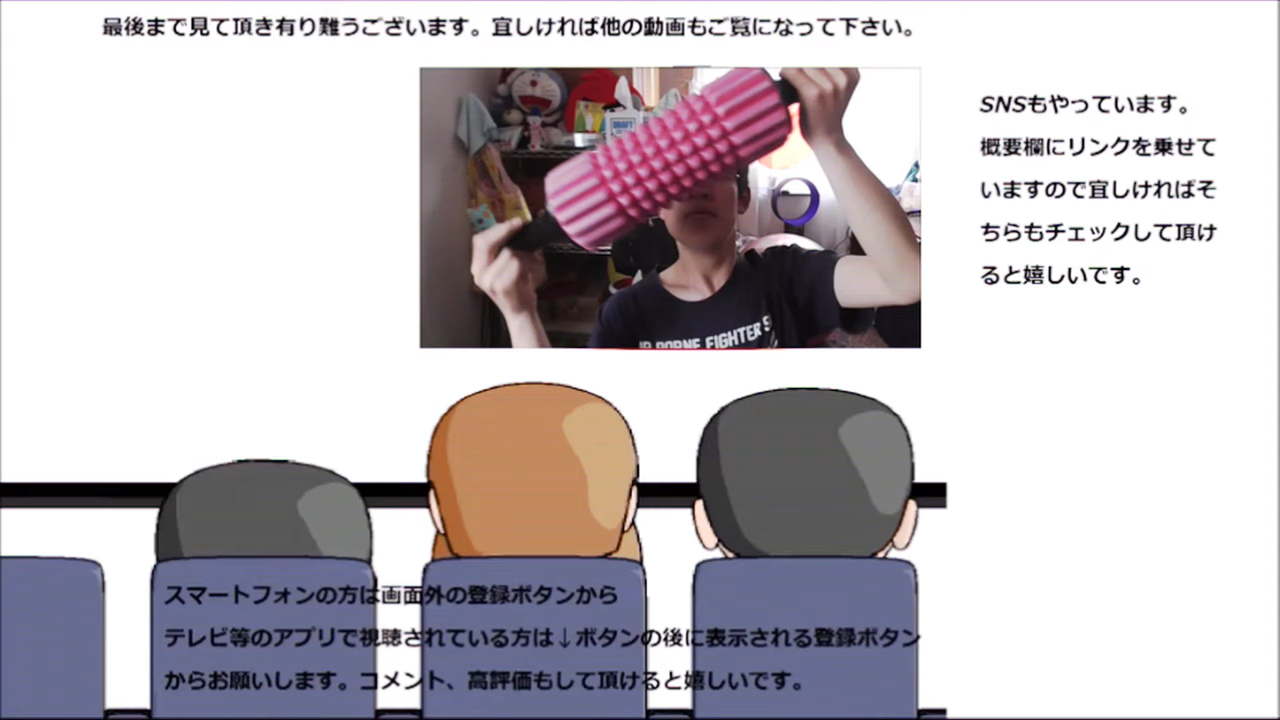 最後まで見て頂き有り難うございます。宜しければ他の動画もご覧になって下さい。
SNSもやっています。
概要欄にリンクを乗せて
いますので宜しければそ
ちらもチェックして頂け
ると嬉しいです。
DRAFT
FIGHTER
スマートフォンの方は画面外の登録ボタンから
テレビ等のアプリで視聴されている方は↓ボタンの後に表示される登録ボタン
からお願いします。コメント、高評価もして頂けると嬉しいです。